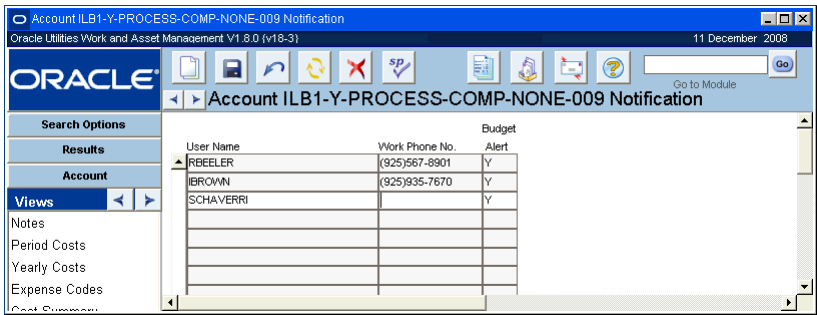 Account ILB1-Y-PROCESS-COMP-NONE-009 Notification
Oracle Utilities Work and Asset Management V1.8.0 {v18-3} 11 December 2008
ORACLE
sp
Go
Go to Module
Account ILB1-Y-PROCESS-COMP-NONE-009 Notification
Search Options
Results
Account
Views
Notes
Period Costs
Yearly Costs
Expense Codes
Cost Summary
Budget
User Name Work Phone No. Alert
RBEELER (925)567-8901 Y
IBROWN (925)935-7670 Y
SCHAVERRI Y